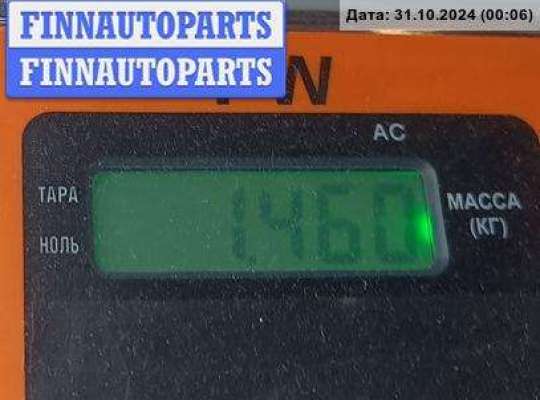 Дата: 31.10.2024 (00:06)
FINNAUTOPARTS
FINNAUTOPARTS
AC
ТАРА
НОЛЬ
1.460
МАССА
(КГ)